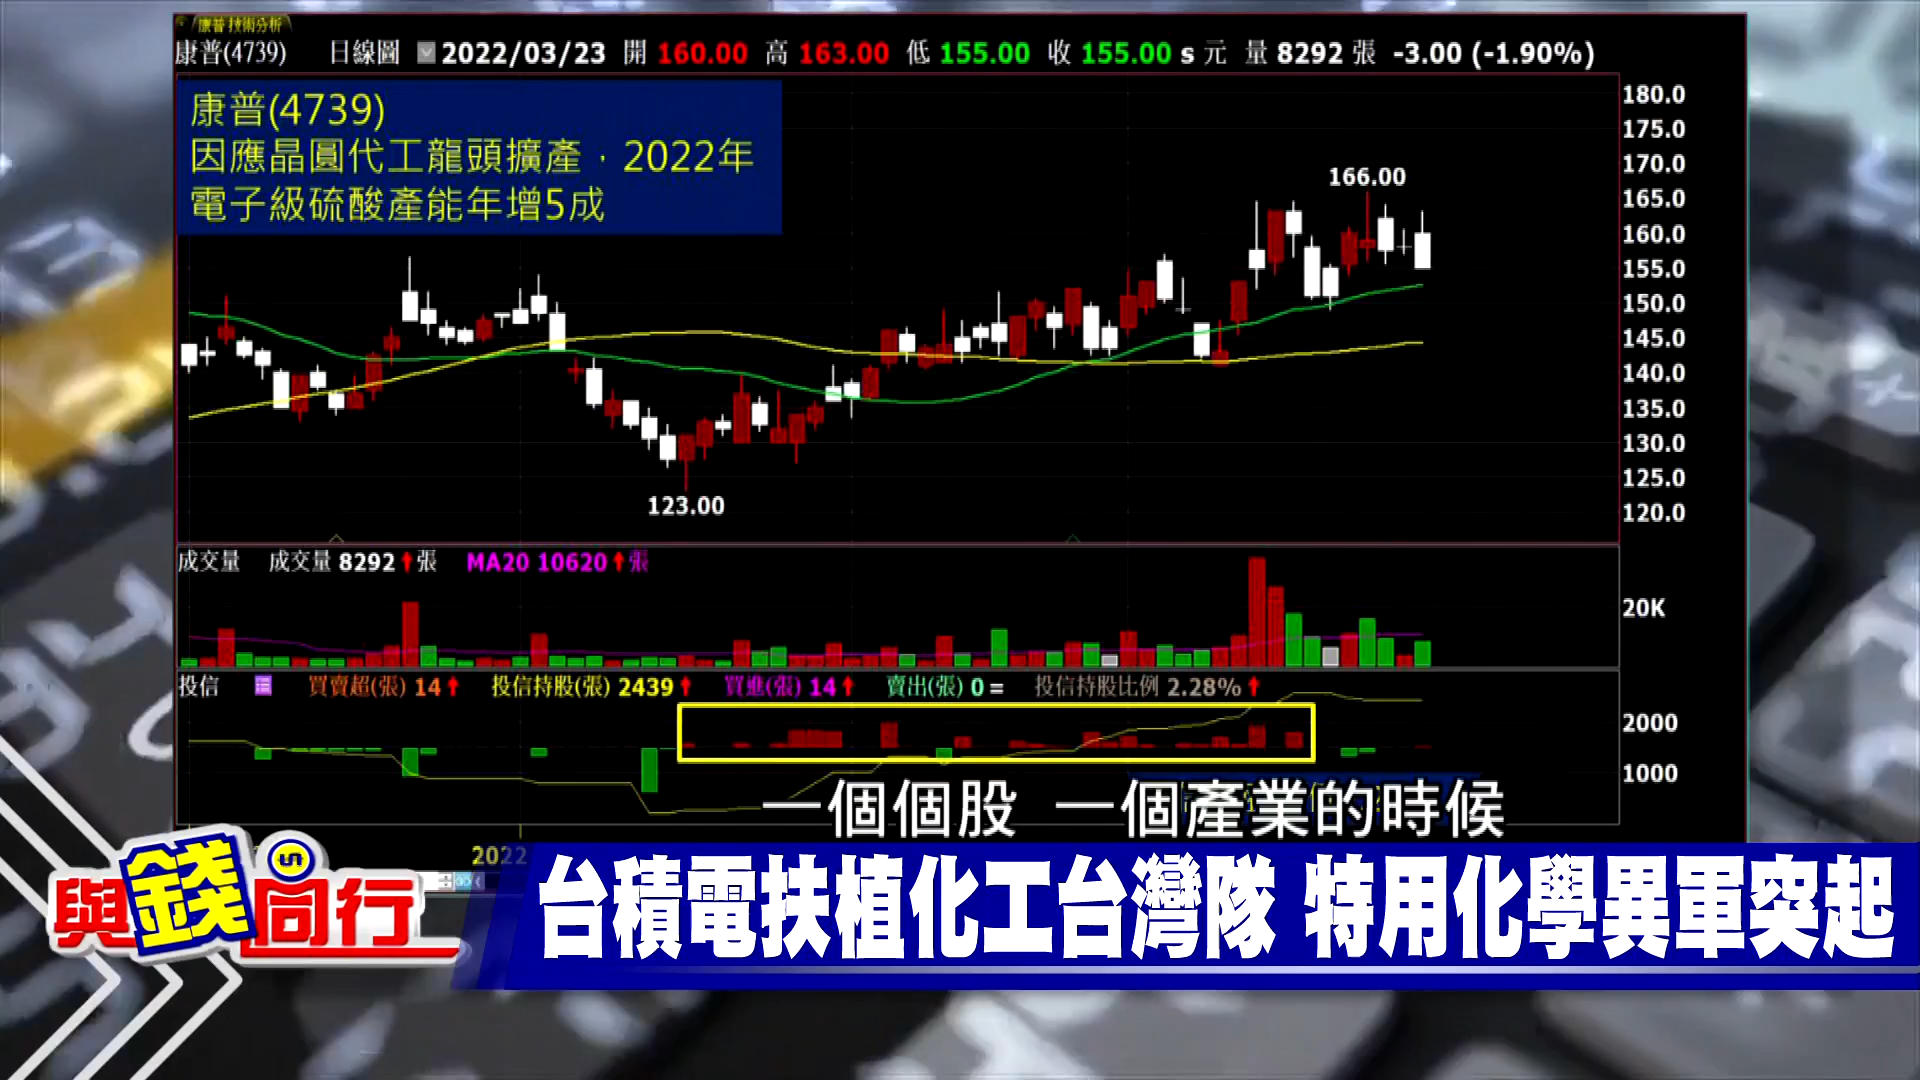 康普 技術分析
康普(4739) 日線圖 2022/03/23 開 160.00 高 163.00 低 155.00 收 155.00 s 元 量 8292 張 -3.00 (-1.90%)
康普(4739)
因應晶圓代工龍頭擴產，2022年
電子級硫酸產能年增5成
180.0
175.0
170.0
165.0
160.0
155.0
150.0
145.0
140.0
135.0
130.0
125.0
120.0
166.00
123.00
成交量 成交量 8292↑張 MA20 10620↑張
20K
投信 買賣超(張) 14↑ 投信持股(張) 2439↑ 買進(張) 14↑ 賣出(張) 0= 投信持股比例 2.28%↑
2000
1000
一個個股 一個產業的時候
2022
與錢同行
台積電扶植化工台灣隊 特用化學異軍突起